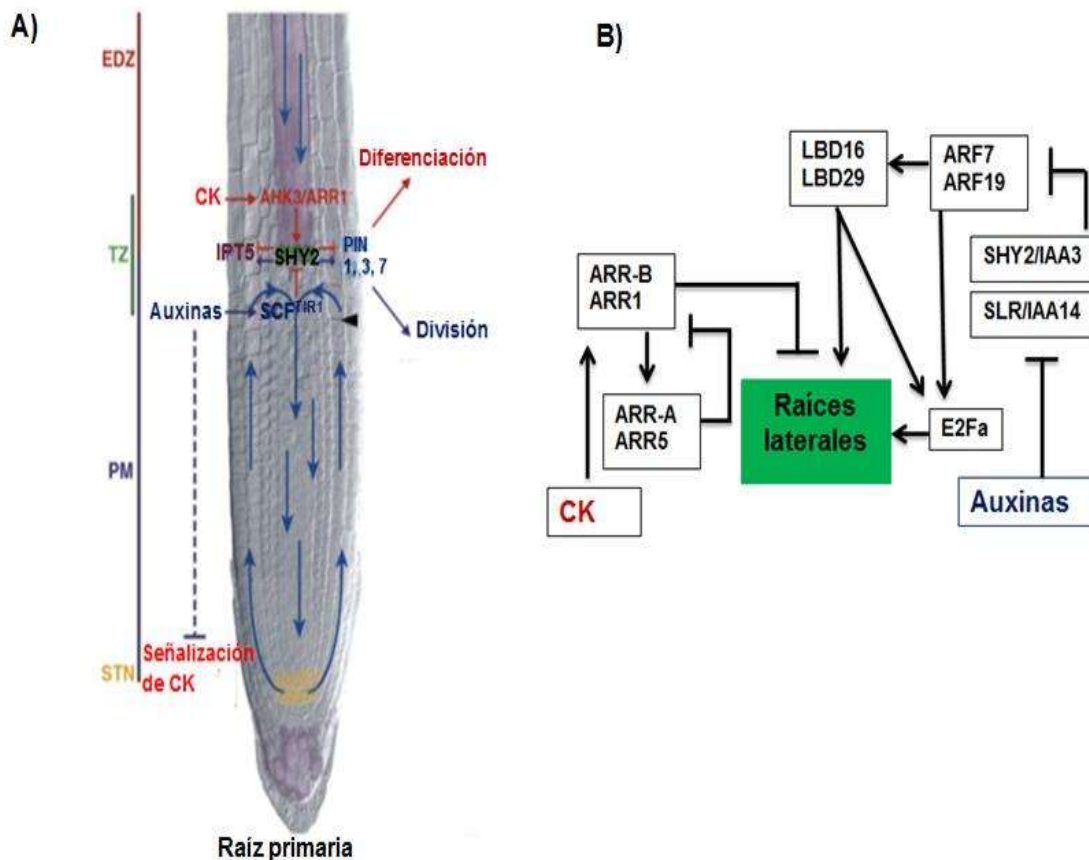 A)
EDZ
Diferenciación
CK
AHK3/ARR1
TZ
IPT5
SHY2
PIN
1, 3, 7
Auxinas
SCF^TIR1
División
PM
STN
Señalización
de CK
Raíz primaria
B)
LBD16
LBD29
ARF7
ARF19
ARR-B
ARR1
SHY2/IAA3
SLR/IAA14
ARR-A
ARR5
Raíces
laterales
E2Fa
CK
Auxinas